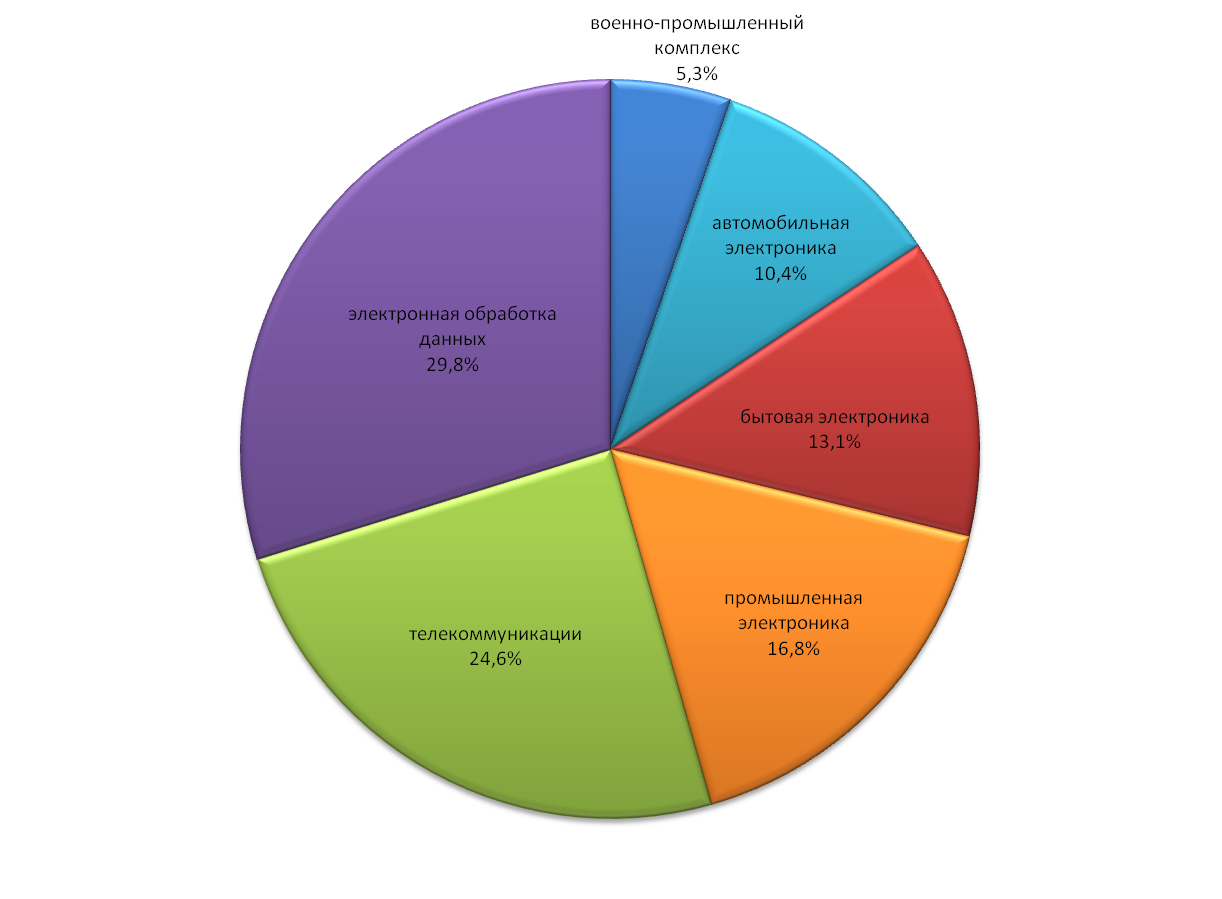 военно-промышленный
комплекс
5,3%
автомобильная
электроника
10,4%
бытовая электроника
13,1%
промышленная
электроника
16,8%
телекоммуникации
24,6%
электронная обработка
данных
29,8%